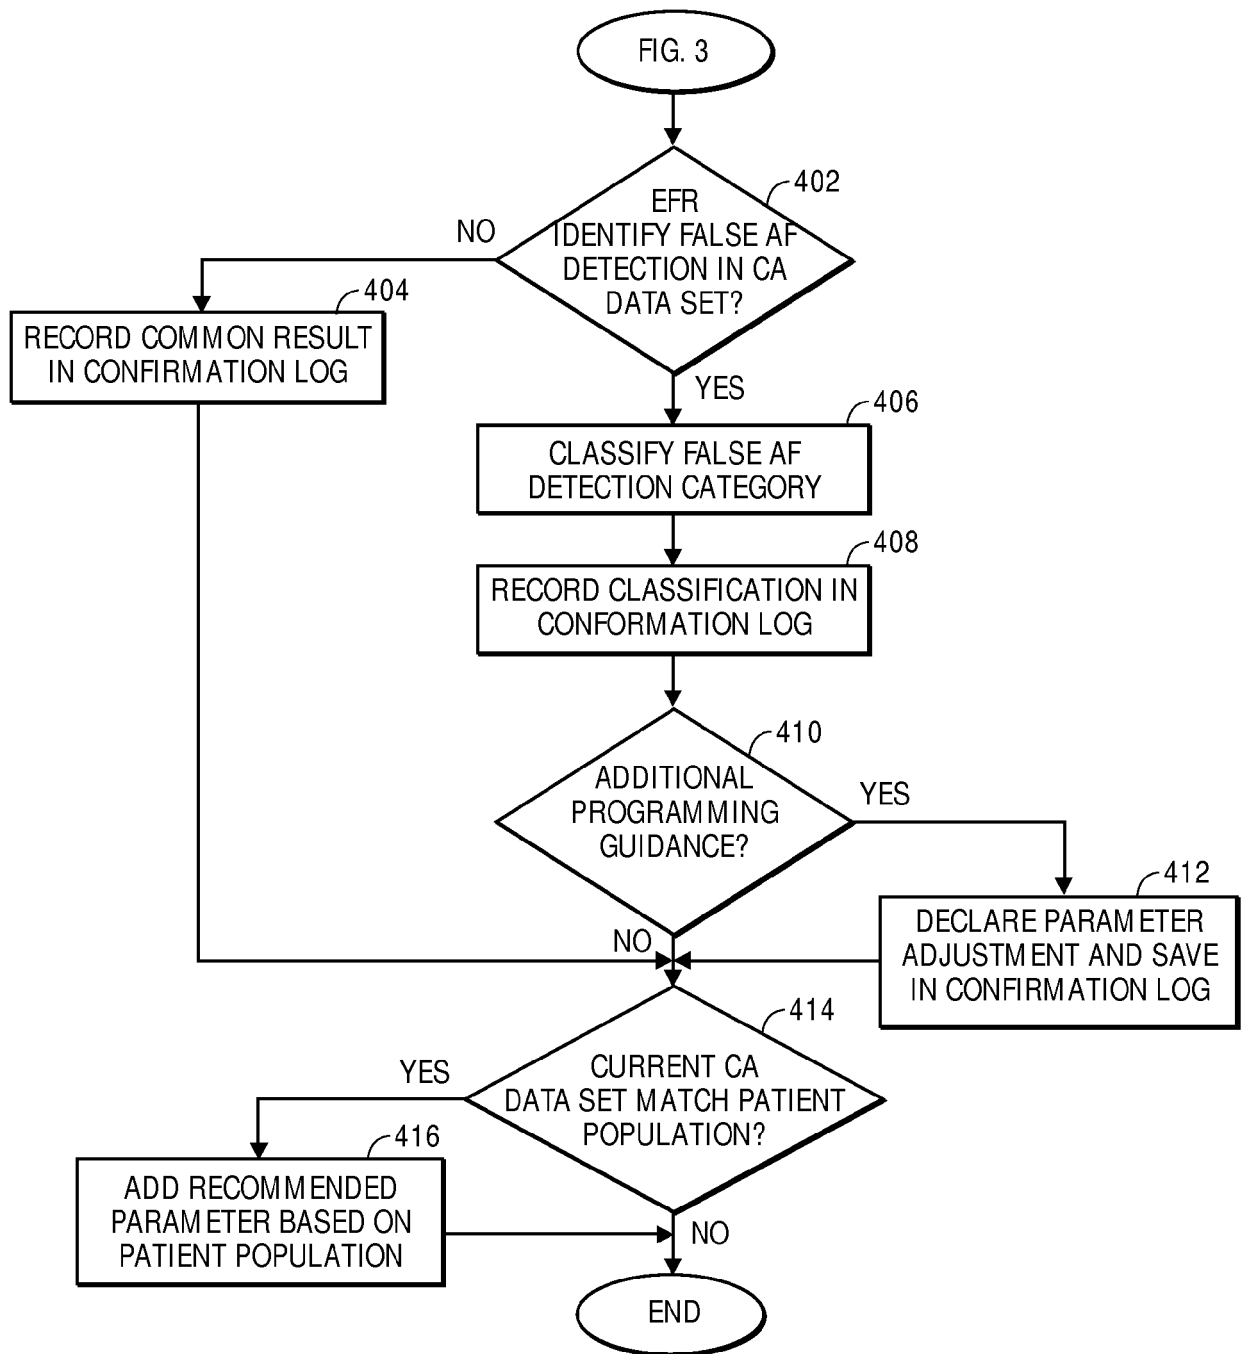 FIG. 3
402
EFR
IDENTIFY FALSE AF
DETECTION IN CA
DATA SET?
NO
404
RECORD COMMON RESULT
IN CONFIRMATION LOG
YES
406
CLASSIFY FALSE AF
DETECTION CATEGORY
408
RECORD CLASSIFICATION IN
CONFORMATION LOG
410
ADDITIONAL
PROGRAMMING
GUIDANCE?
YES
412
DECLARE PARAMETER
ADJUSTMENT AND SAVE
IN CONFIRMATION LOG
NO
414
CURRENT CA
DATA SET MATCH PATIENT
POPULATION?
YES
416
ADD RECOMMENDED
PARAMETER BASED ON
PATIENT POPULATION
NO
END